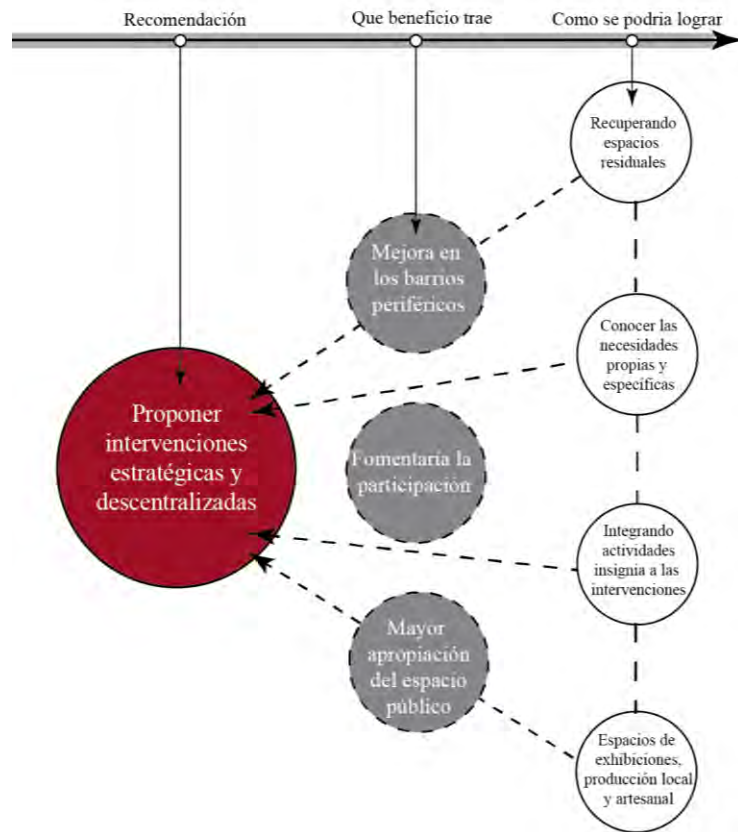 Recomendación
Que beneficio trae
Como se podria lograr
Recuperando
espacios
residuales
Mejora en
los barrios
periféricos
Conocer las
necesidades
propias y
específicas
Proponer
intervenciones
estratégicas y
descentralizadas
Fomentaría la
participación
Integrando
actividades
insignia a las
intervenciones
Mayor
apropiación
del espacio
público
Espacios de
exhibiciones,
producción local
y artesanal